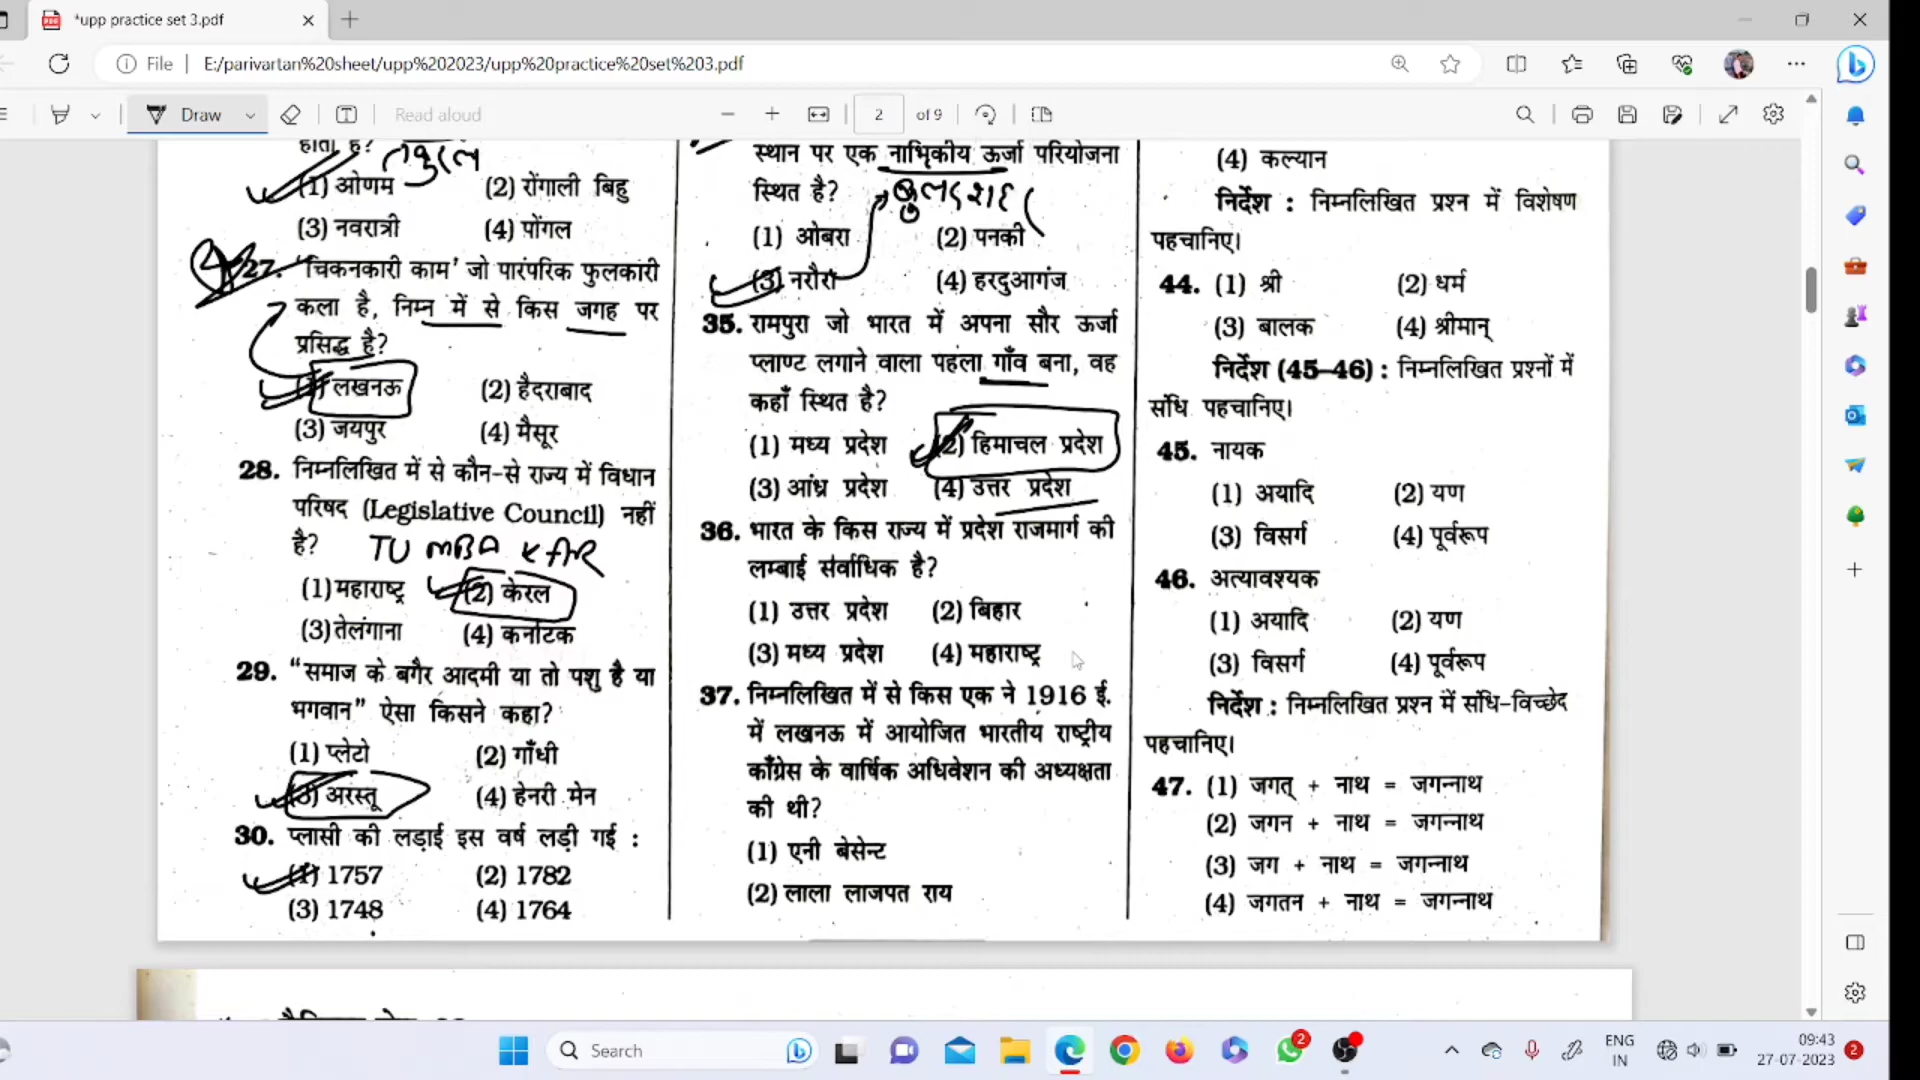 *upp practice set 3.pdf
File
E:/parivartan%20sheet/upp%202023/upp%20practice%20set%203.pdf
Draw
Read aloud
2
of 9
होता है?
(1) ओणम
(2) रोंगाली बिहु
(3) नवरात्री
(4) पोंगल
27. 'चिकनकारी काम' जो पारंपरिक फुलकारी
कला है, निम्न में से किस जगह पर
प्रसिद्ध है?
(1) लखनऊ
(2) हैदराबाद
(3) जयपुर
(4) मैसूर
28. निम्नलिखित में से कौन-से राज्य में विधान
परिषद (Legislative Council) नहीं
है?
TU MBA KAR
(1) महाराष्ट्र
(2) केरल
(3) तेलंगाना
(4) कर्नाटक
29. “समाज के बगैर आदमी या तो पशु है या
भगवान” ऐसा किसने कहा?
(1) प्लेटो
(2) गाँधी
(3) अरस्तू
(4) हेनरी मेन
30. प्लासी की लड़ाई इस वर्ष लड़ी गई :
(1) 1757
(2) 1782
(3) 1748
(4) 1764
स्थान पर एक नाभिकीय ऊर्जा परियोजना
स्थित है?
(1) ओबरा
(2) पनकी
(3) नरौरा
(4) हरदुआगंज
35. रामपुरा जो भारत में अपना सौर ऊर्जा
प्लाण्ट लगाने वाला पहला गाँव बना, वह
कहाँ स्थित है?
(1) मध्य प्रदेश
(2) हिमाचल प्रदेश
(3) आंध्र प्रदेश
(4) उत्तर प्रदेश
36. भारत के किस राज्य में प्रदेश राजमार्ग की
लम्बाई सर्वाधिक है?
(1) उत्तर प्रदेश
(2) बिहार
(3) मध्य प्रदेश
(4) महाराष्ट्र
37. निम्नलिखित में से किस एक ने 1916 ई.
में लखनऊ में आयोजित भारतीय राष्ट्रीय
काँग्रेस के वार्षिक अधिवेशन की अध्यक्षता
की थी?
(1) एनी बेसेन्ट
(2) लाला लाजपत राय
(4) कल्यान
निर्देश : निम्नलिखित प्रश्न में विशेषण
पहचानिए।
44. (1) श्री
(2) धर्म
(3) बालक
(4) श्रीमान्
निर्देश (45–46) : निम्नलिखित प्रश्नों में
संधि पहचानिए।
45. नायक
(1) अयादि
(2) यण
(3) विसर्ग
(4) पूर्वरूप
46. अत्यावश्यक
(1) अयादि
(2) यण
(3) विसर्ग
(4) पूर्वरूप
निर्देश : निम्नलिखित प्रश्न में संधि-विच्छेद
पहचानिए।
47. (1) जगत् + नाथ = जगन्नाथ
(2) जगन + नाथ = जगन्नाथ
(3) जग + नाथ = जगन्नाथ
(4) जगतन + नाथ = जगन्नाथ
Search
2
ENG
IN
09:43
27-07-2023
2